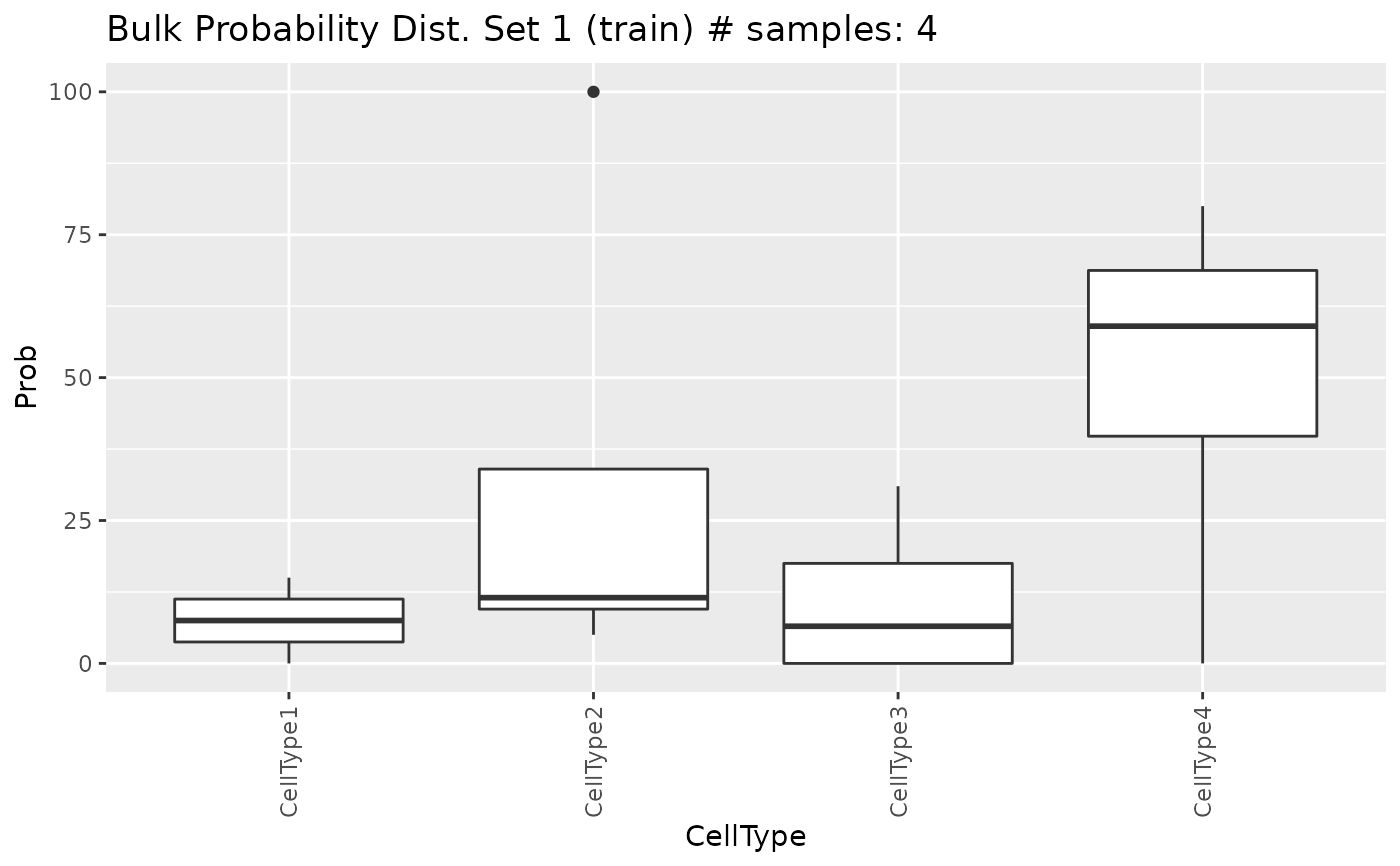 Bulk Probability Dist. Set 1 (train) # samples: 4
100
75
50
25
0
Prob
CellType1
CellType2
CellType3
CellType4
CellType